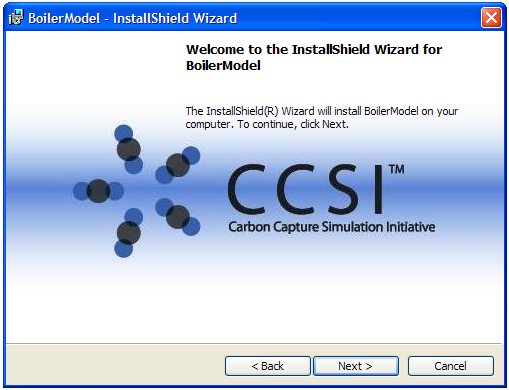 BoilerModel - InstallShield Wizard
Welcome to the InstallShield Wizard for
BoilerModel
The InstallShield(R) Wizard will install BoilerModel on your
computer. To continue, click Next.
CCSI™
Carbon Capture Simulation Initiative
< Back
Next >
Cancel